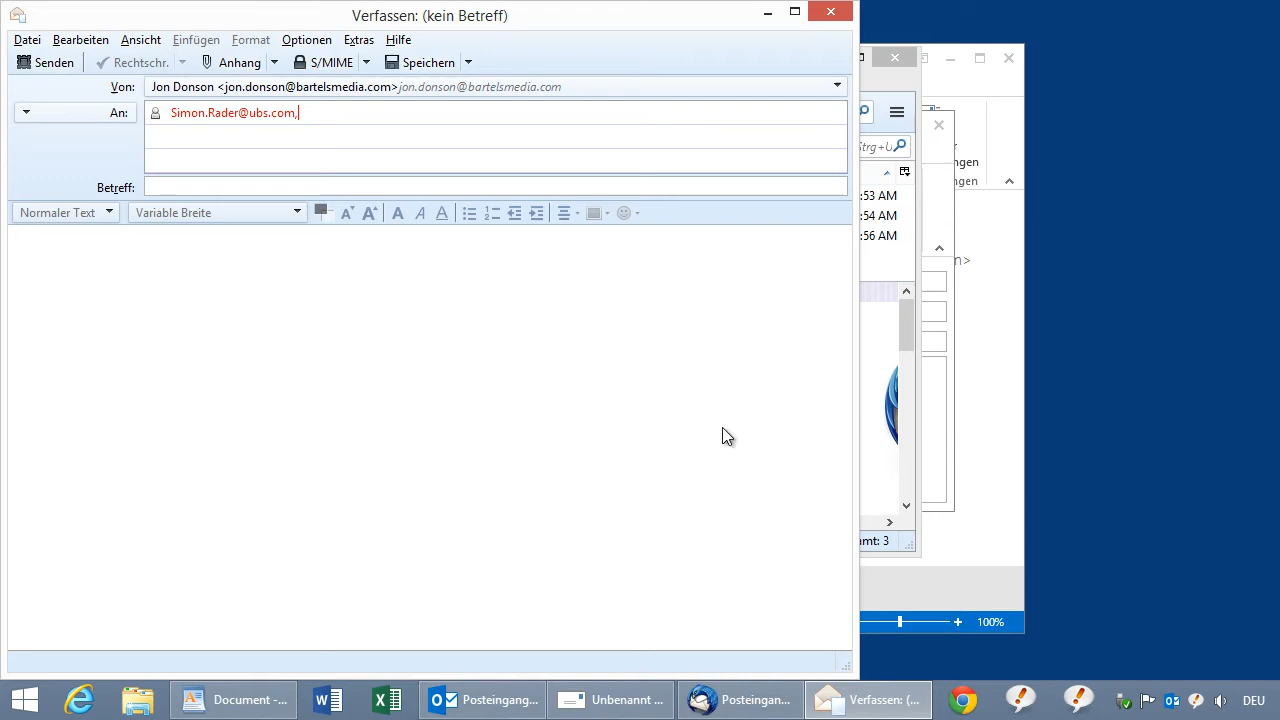 Verfassen: (kein Betreff)
Datei Bearbeiten Ansicht Einfügen Format Optionen Extras Hilfe
Senden Rechtschr. Anhang S/MIME Speichern
Von: Jon Donson <jon.donson@bartelsmedia.com> jon.donson@bartelsmedia.com
An: Simon.Rader@ubs.com,
Betreff:
Normaler Text Variable Breite
Strg+U
ngen
ngen
:53 AM
:54 AM
:56 AM
n>
amt: 3
100%
Document - ... Posteingang... Unbenannt ... Posteingan... Verfassen: (... DEU